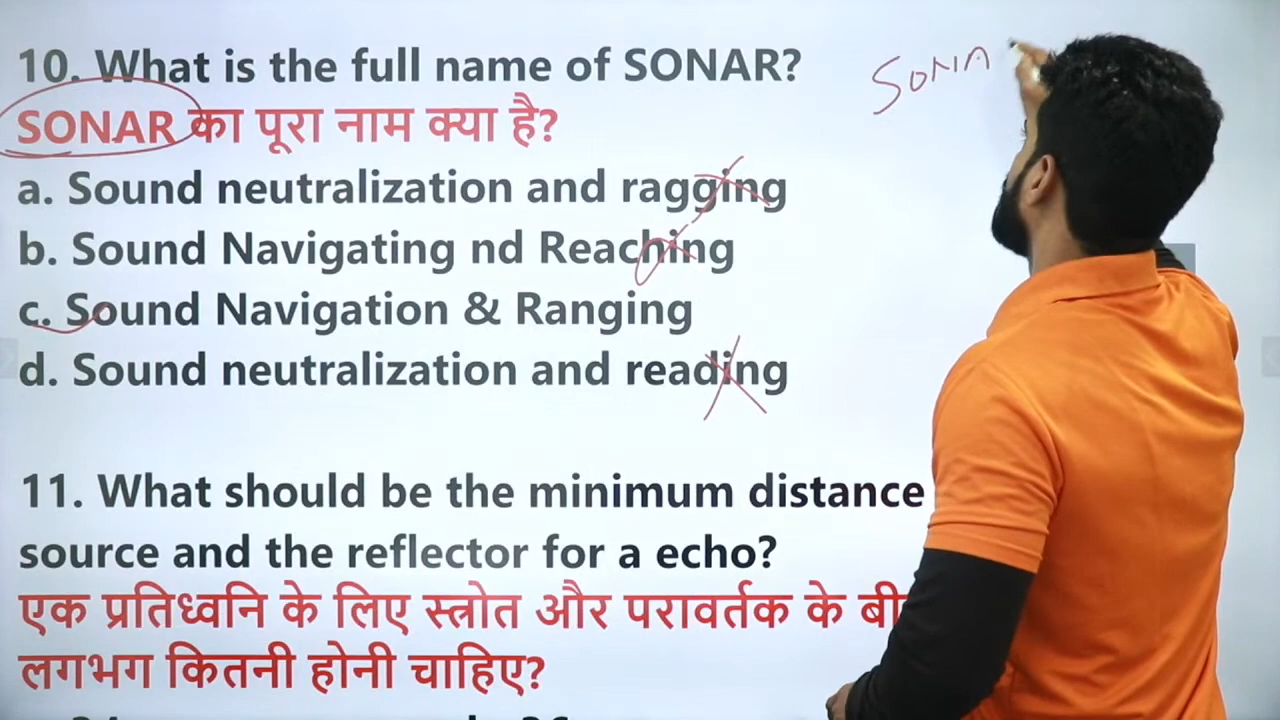 10. What is the full name of SONAR?
SONA
SONAR का पूरा नाम क्या है?
a. Sound neutralization and ragging
b. Sound Navigating nd Reaching
c. Sound Navigation & Ranging
d. Sound neutralization and reading
11. What should be the minimum distance
source and the reflector for a echo?
एक प्रतिध्वनि के लिए स्त्रोत और परावर्तक के बी
लगभग कितनी होनी चाहिए?